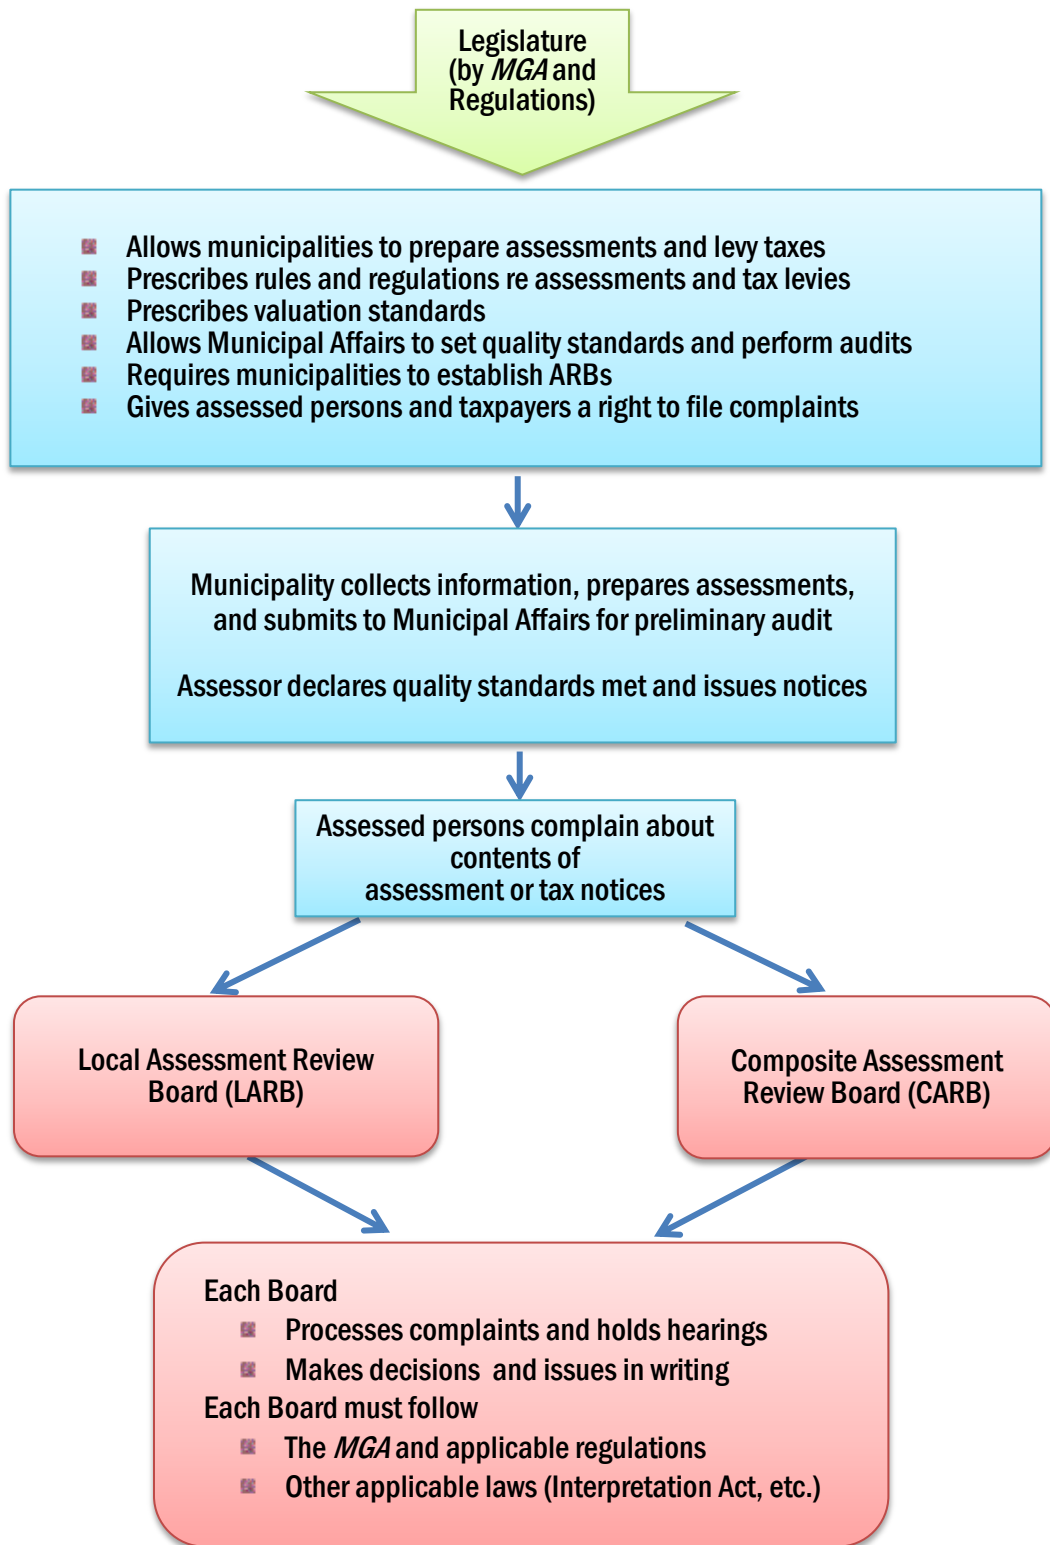 Legislature
(by MGA and
Regulations)
Allows municipalities to prepare assessments and levy taxes
Prescribes rules and regulations re assessments and tax levies
Prescribes valuation standards
Allows Municipal Affairs to set quality standards and perform audits
Requires municipalities to establish ARBs
Gives assessed persons and taxpayers a right to file complaints
Municipality collects information, prepares assessments,
and submits to Municipal Affairs for preliminary audit
Assessor declares quality standards met and issues notices
Assessed persons complain about
contents of
assessment or tax notices
Local Assessment Review
Board (LARB)
Composite Assessment
Review Board (CARB)
Each Board
Processes complaints and holds hearings
Makes decisions and issues in writing
Each Board must follow
The MGA and applicable regulations
Other applicable laws (Interpretation Act, etc.)